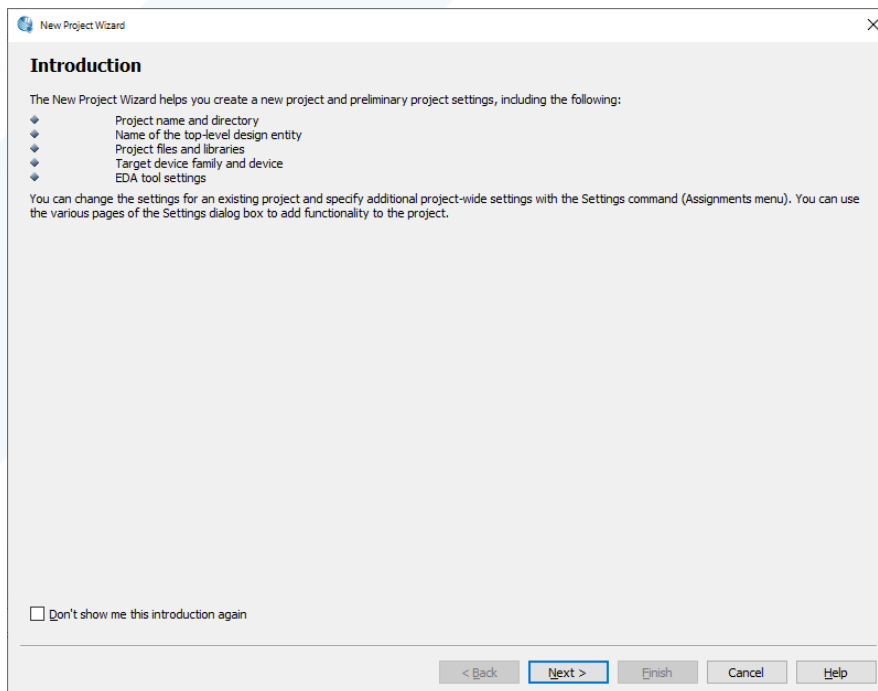 New Project Wizard
Introduction
The New Project Wizard helps you create a new project and preliminary project settings, including the following:
Project name and directory
Name of the top-level design entity
Project files and libraries
Target device family and device
EDA tool settings
You can change the settings for an existing project and specify additional project-wide settings with the Settings command (Assignments menu). You can use
the various pages of the Settings dialog box to add functionality to the project.
Don't show me this introduction again
< Back Next > Finish Cancel Help